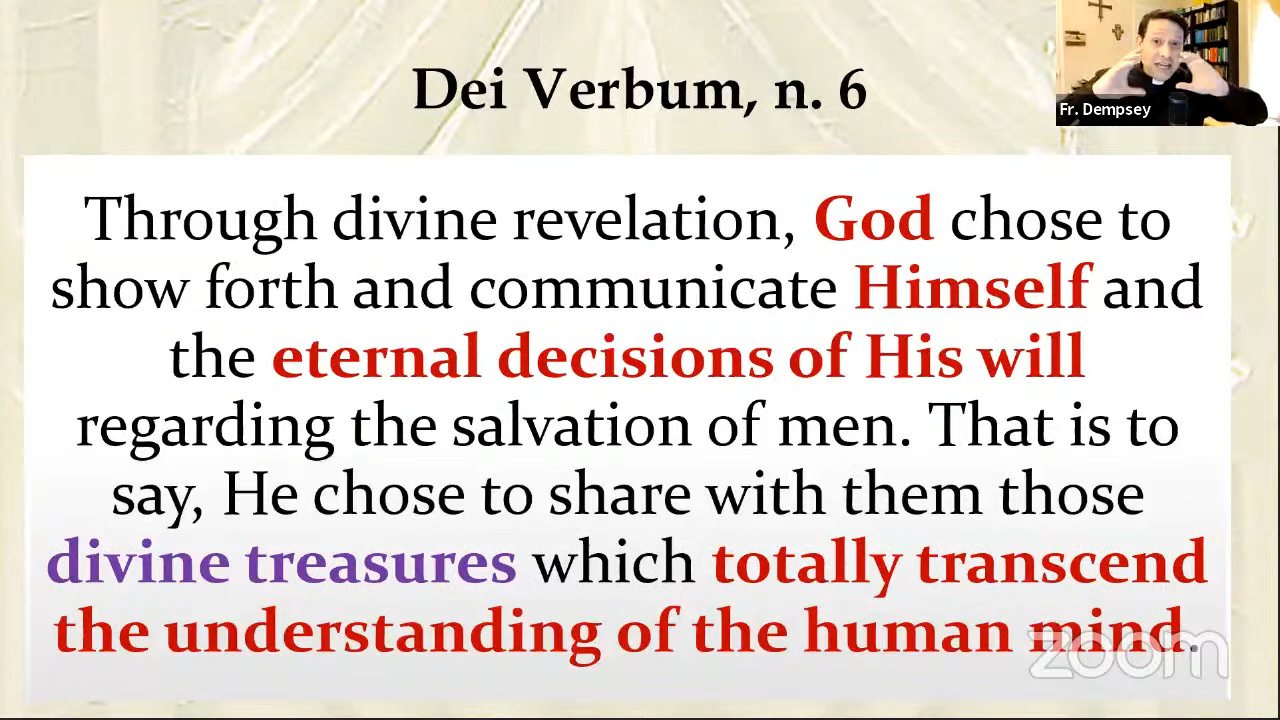 Dei Verbum, n. 6
Fr. Dempsey
Through divine revelation, God chose to
show forth and communicate Himself and
the eternal decisions of His will
regarding the salvation of men. That is to
say, He chose to share with them those
divine treasures which totally transcend
the understanding of the human mind.
zoom